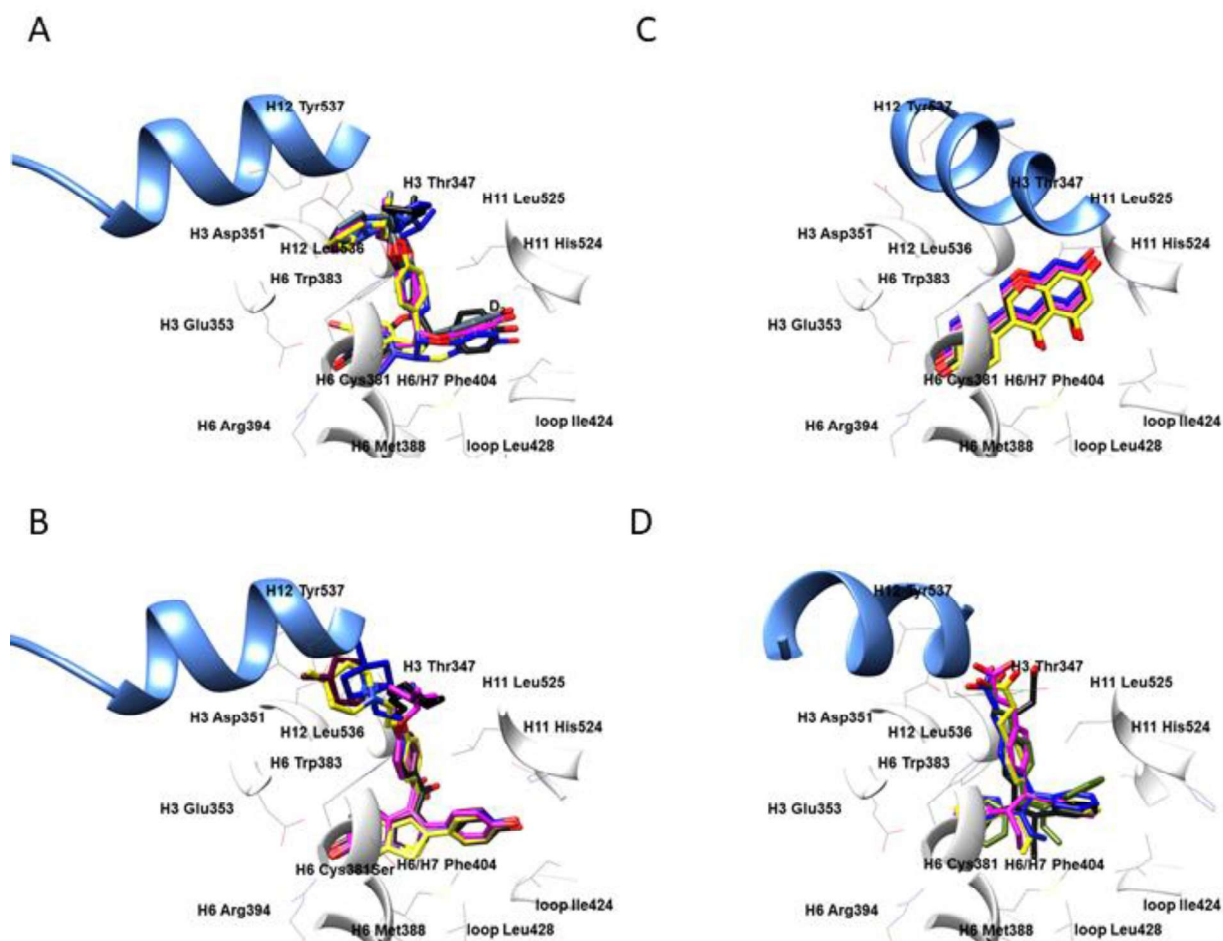 A
H12 Tyr537
H3 Thr347
H11 Leu525
H3 Asp351
H12 Leu536
H11 His524
H6 Trp383
D
H3 Glu353
H6 Cys381
H6/H7 Phe404
loop Ile424
H6 Arg394
H6 Met388
loop Leu428
C
H12 Tyr537
H3 Thr347
H11 Leu525
H3 Asp351
H12 Leu536
H11 His524
H6 Trp383
H3 Glu353
H6 Cys381
H6/H7 Phe404
loop Ile424
H6 Arg394
H6 Met388
loop Leu428
B
H12 Tyr537
H3 Thr347
H11 Leu525
H3 Asp351
H12 Leu536
H11 His524
H6 Trp383
H3 Glu353
H6 Cys381Ser
H6/H7 Phe404
loop Ile424
H6 Arg394
H6 Met388
loop Leu428
D
H12 Tyr537
H3 Thr347
H11 Leu525
H3 Asp351
H12 Leu536
H11 His524
H6 Trp383
H3 Glu353
H6 Cys381
H6/H7 Phe404
loop Ile424
H6 Arg394
H6 Met388
loop Leu428